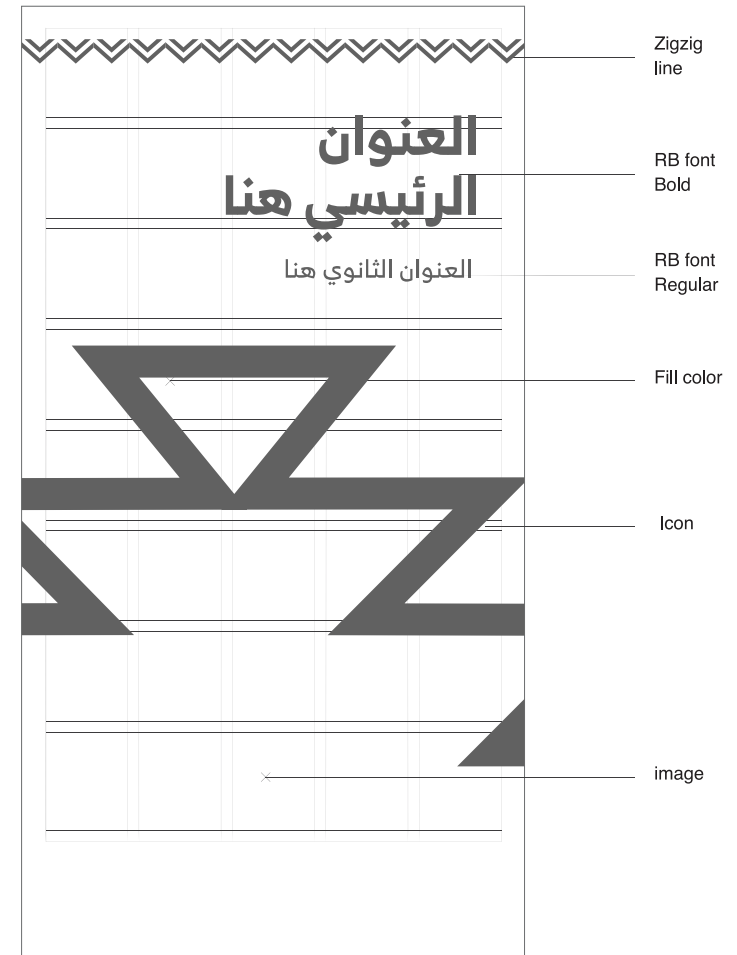 Zigzig
line
العنوان
الرئيسي هنا
RB font
Bold
العنوان الثانوي هنا
RB font
Regular
Fill color
Icon
image